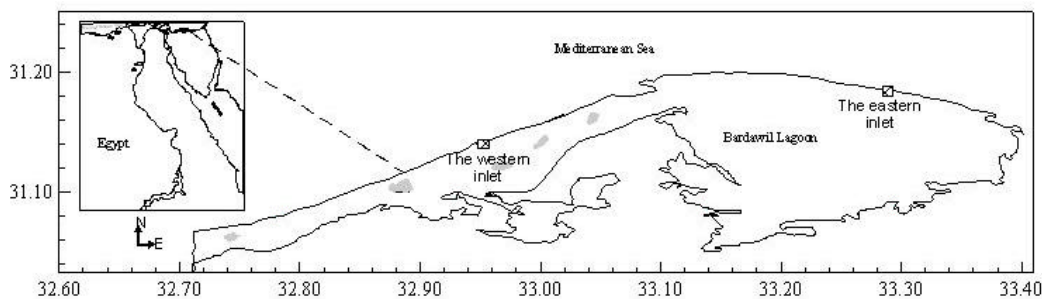 Mediterranean Sea
31.20
The eastern
inlet
Egypt
The western
inlet
Bardawil Lagoon
31.10
N
E
32.60 32.70 32.80 32.90 33.00 33.10 33.20 33.30 33.40